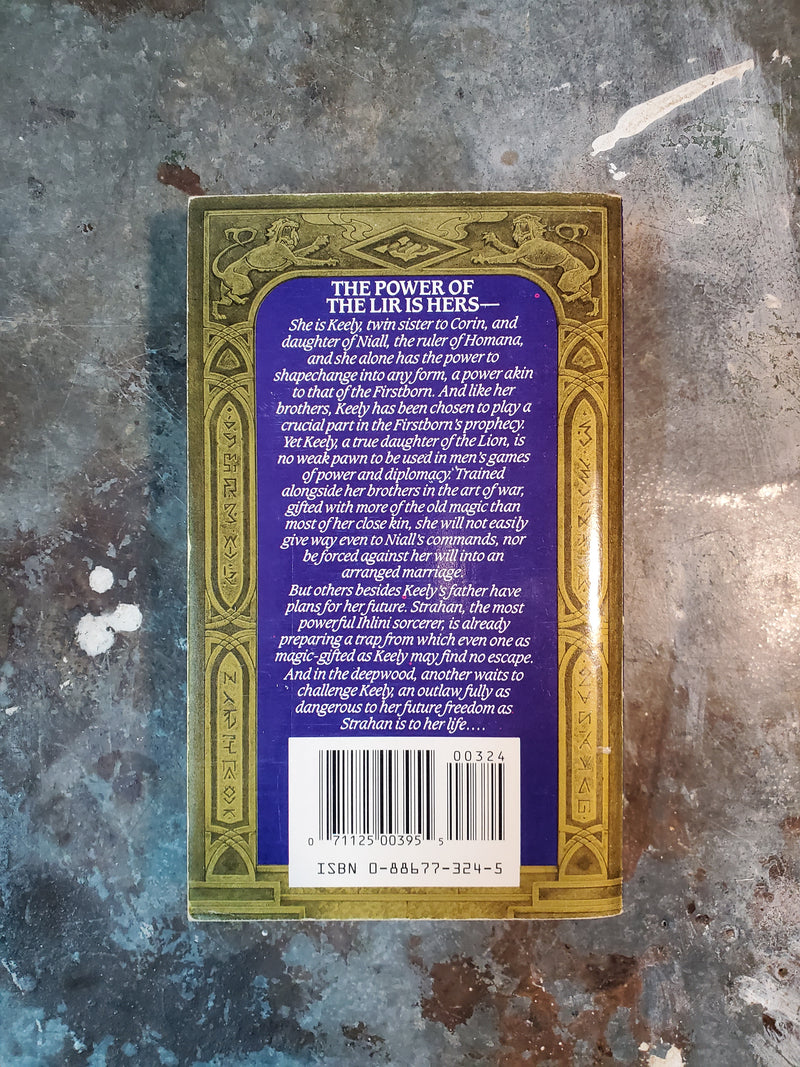 THE POWER OF
THE LIR IS HERS—
She is Keely, twin sister to Corin, and
daughter of Niall, the ruler of Homana,
and she alone has the power to
shapechange into any form, a power akin
to that of the Firstborn. And like her
brothers, Keely has been chosen to play a
crucial part in the Firstborn's prophecy.
Yet Keely, a true daughter of the Lion, is
no weak pawn to be used in men's games
of power and diplomacy. Trained
alongside her brothers in the art of war,
gifted with more of the old magic than
most of her close kin, she will not easily
give way even to Niall's commands, nor
be forced against her will into an
arranged marriage.
But others besides Keely's father have
plans for her future. Strahan, the most
powerful Ihlini sorcerer, is already
preparing a trap from which even one as
magic-gifted as Keely may find no escape.
And in the deepwood, another waits to
challenge Keely, an outlaw fully as
dangerous to her future freedom as
Strahan is to her life....
00324
0 71125 00395 5
ISBN 0-88677-324-5